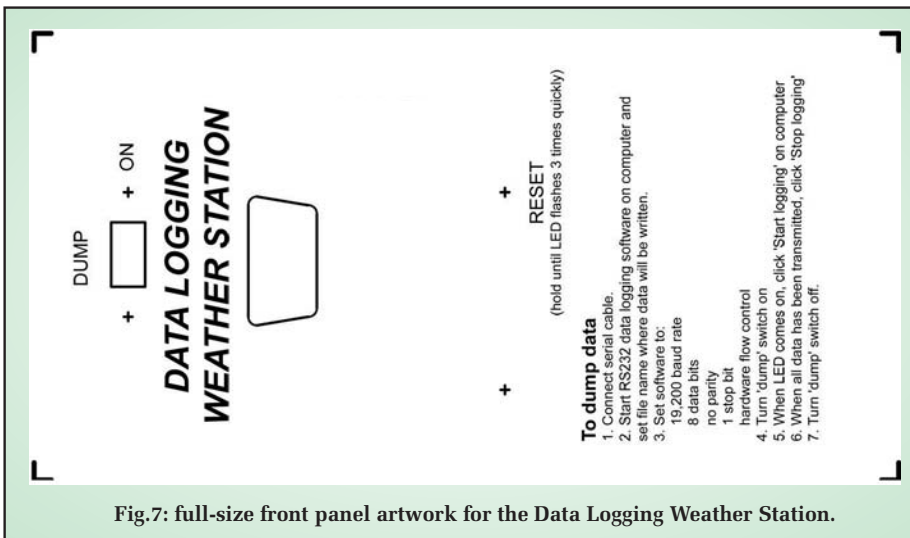 DUMP
+ + ON
DATA LOGGING
WEATHER STATION
+ +
RESET
(hold until LED flashes 3 times quickly)
To dump data
1. Connect serial cable.
2. Start RS232 data logging software on computer and
set file name where data will be written.
3. Set software to:
19,200 baud rate
8 data bits
no parity
1 stop bit
hardware flow control
4. Turn 'dump' switch on
5. When LED comes on, click 'Start logging' on computer
6. When all data has been transmitted, click 'Stop logging'
7. Turn 'dump' switch off.
Fig.7: full-size front panel artwork for the Data Logging Weather Station.